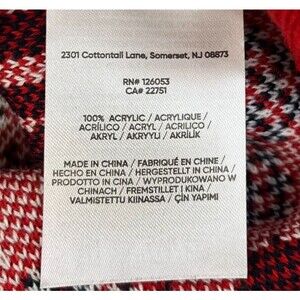 2301 Cottontail Lane, Somerset, NJ 08873
RN# 126053
CA# 22751
100% ACRYLIC / ACRYLIQUE /
ACRÍLICO / ACRYL / ACRILICO /
AKRYL / AKRYYLI / AKRİLİK
MADE IN CHINA / FABRIQUÉ EN CHINE /
HECHO EN CHINA / HERGESTELLT IN CHINA /
PRODOTTO IN CINA / WYPRODUKOWANO W
CHINACH / FREMSTILLET I KINA /
VALMISTETTU KIINASSA / ÇİN YAPIMI